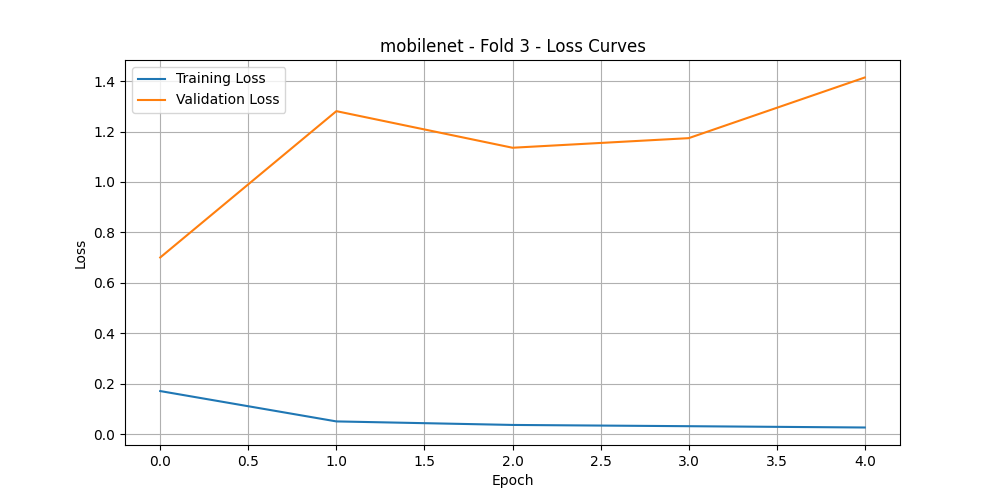 mobilenet - Fold 3 - Loss Curves
Training Loss
Validation Loss
Loss
1.4
1.2
1.0
0.8
0.6
0.4
0.2
0.0
0.0 0.5 1.0 1.5 2.0 2.5 3.0 3.5 4.0
Epoch